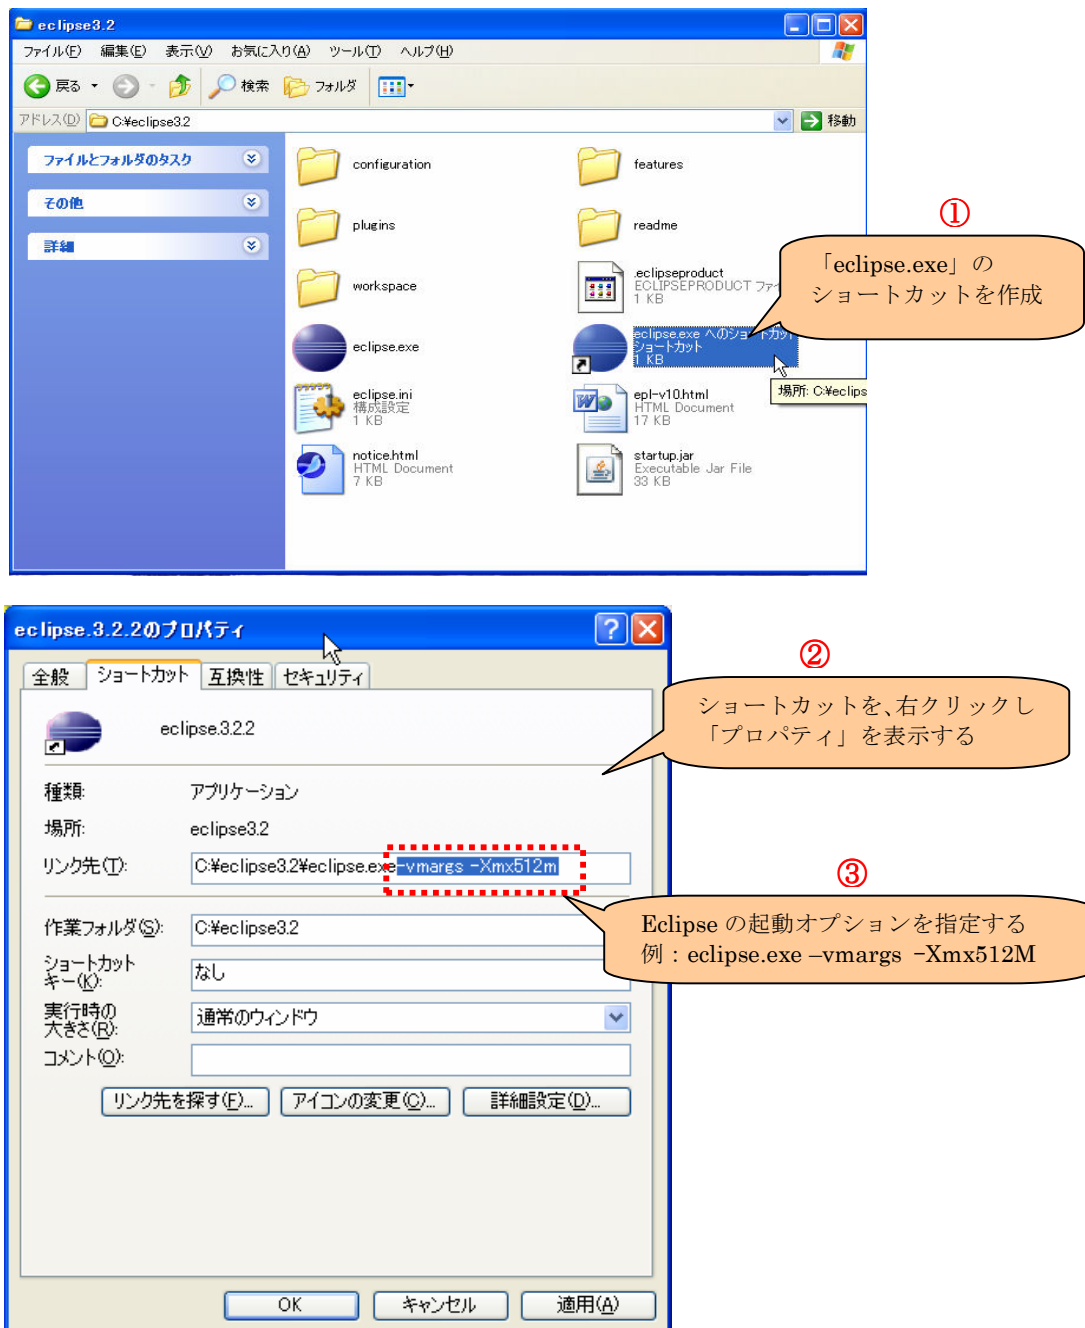 eclipse3.2
ファイル(F) 編集(E) 表示(V) お気に入り(A) ツール(T) ヘルプ(H)
戻る 検索 フォルダ
アドレス(D) C:¥eclipse3.2 移動
ファイルとフォルダのタスク
その他
詳細
configuration
features
plugins
readme
workspace
.eclipseproduct
ECLIPSEPRODUCT ファイ
1 KB
eclipse.exe
eclipse.exe へのショートカット
ショートカット
1 KB
eclipse.ini
構成設定
1 KB
epl-v10.html
HTML Document
17 KB
notice.html
HTML Document
7 KB
startup.jar
Executable Jar File
33 KB
場所: C:¥eclips
①
「eclipse.exe」の
ショートカットを作成
eclipse.3.2.2のプロパティ
全般 ショートカット 互換性 セキュリティ
eclipse.3.2.2
種類: アプリケーション
場所: eclipse3.2
リンク先(T): C:¥eclipse3.2¥eclipse.exe -vmargs -Xmx512m
作業フォルダ(S): C:¥eclipse3.2
ショートカット
キー(K): なし
実行時の
大きさ(R): 通常のウィンドウ
コメント(O):
リンク先を探す(F)... アイコンの変更(C)... 詳細設定(D)...
OK キャンセル 適用(A)
②
ショートカットを、右クリックし
「プロパティ」を表示する
③
Eclipse の起動オプションを指定する
例：eclipse.exe –vmargs -Xmx512M